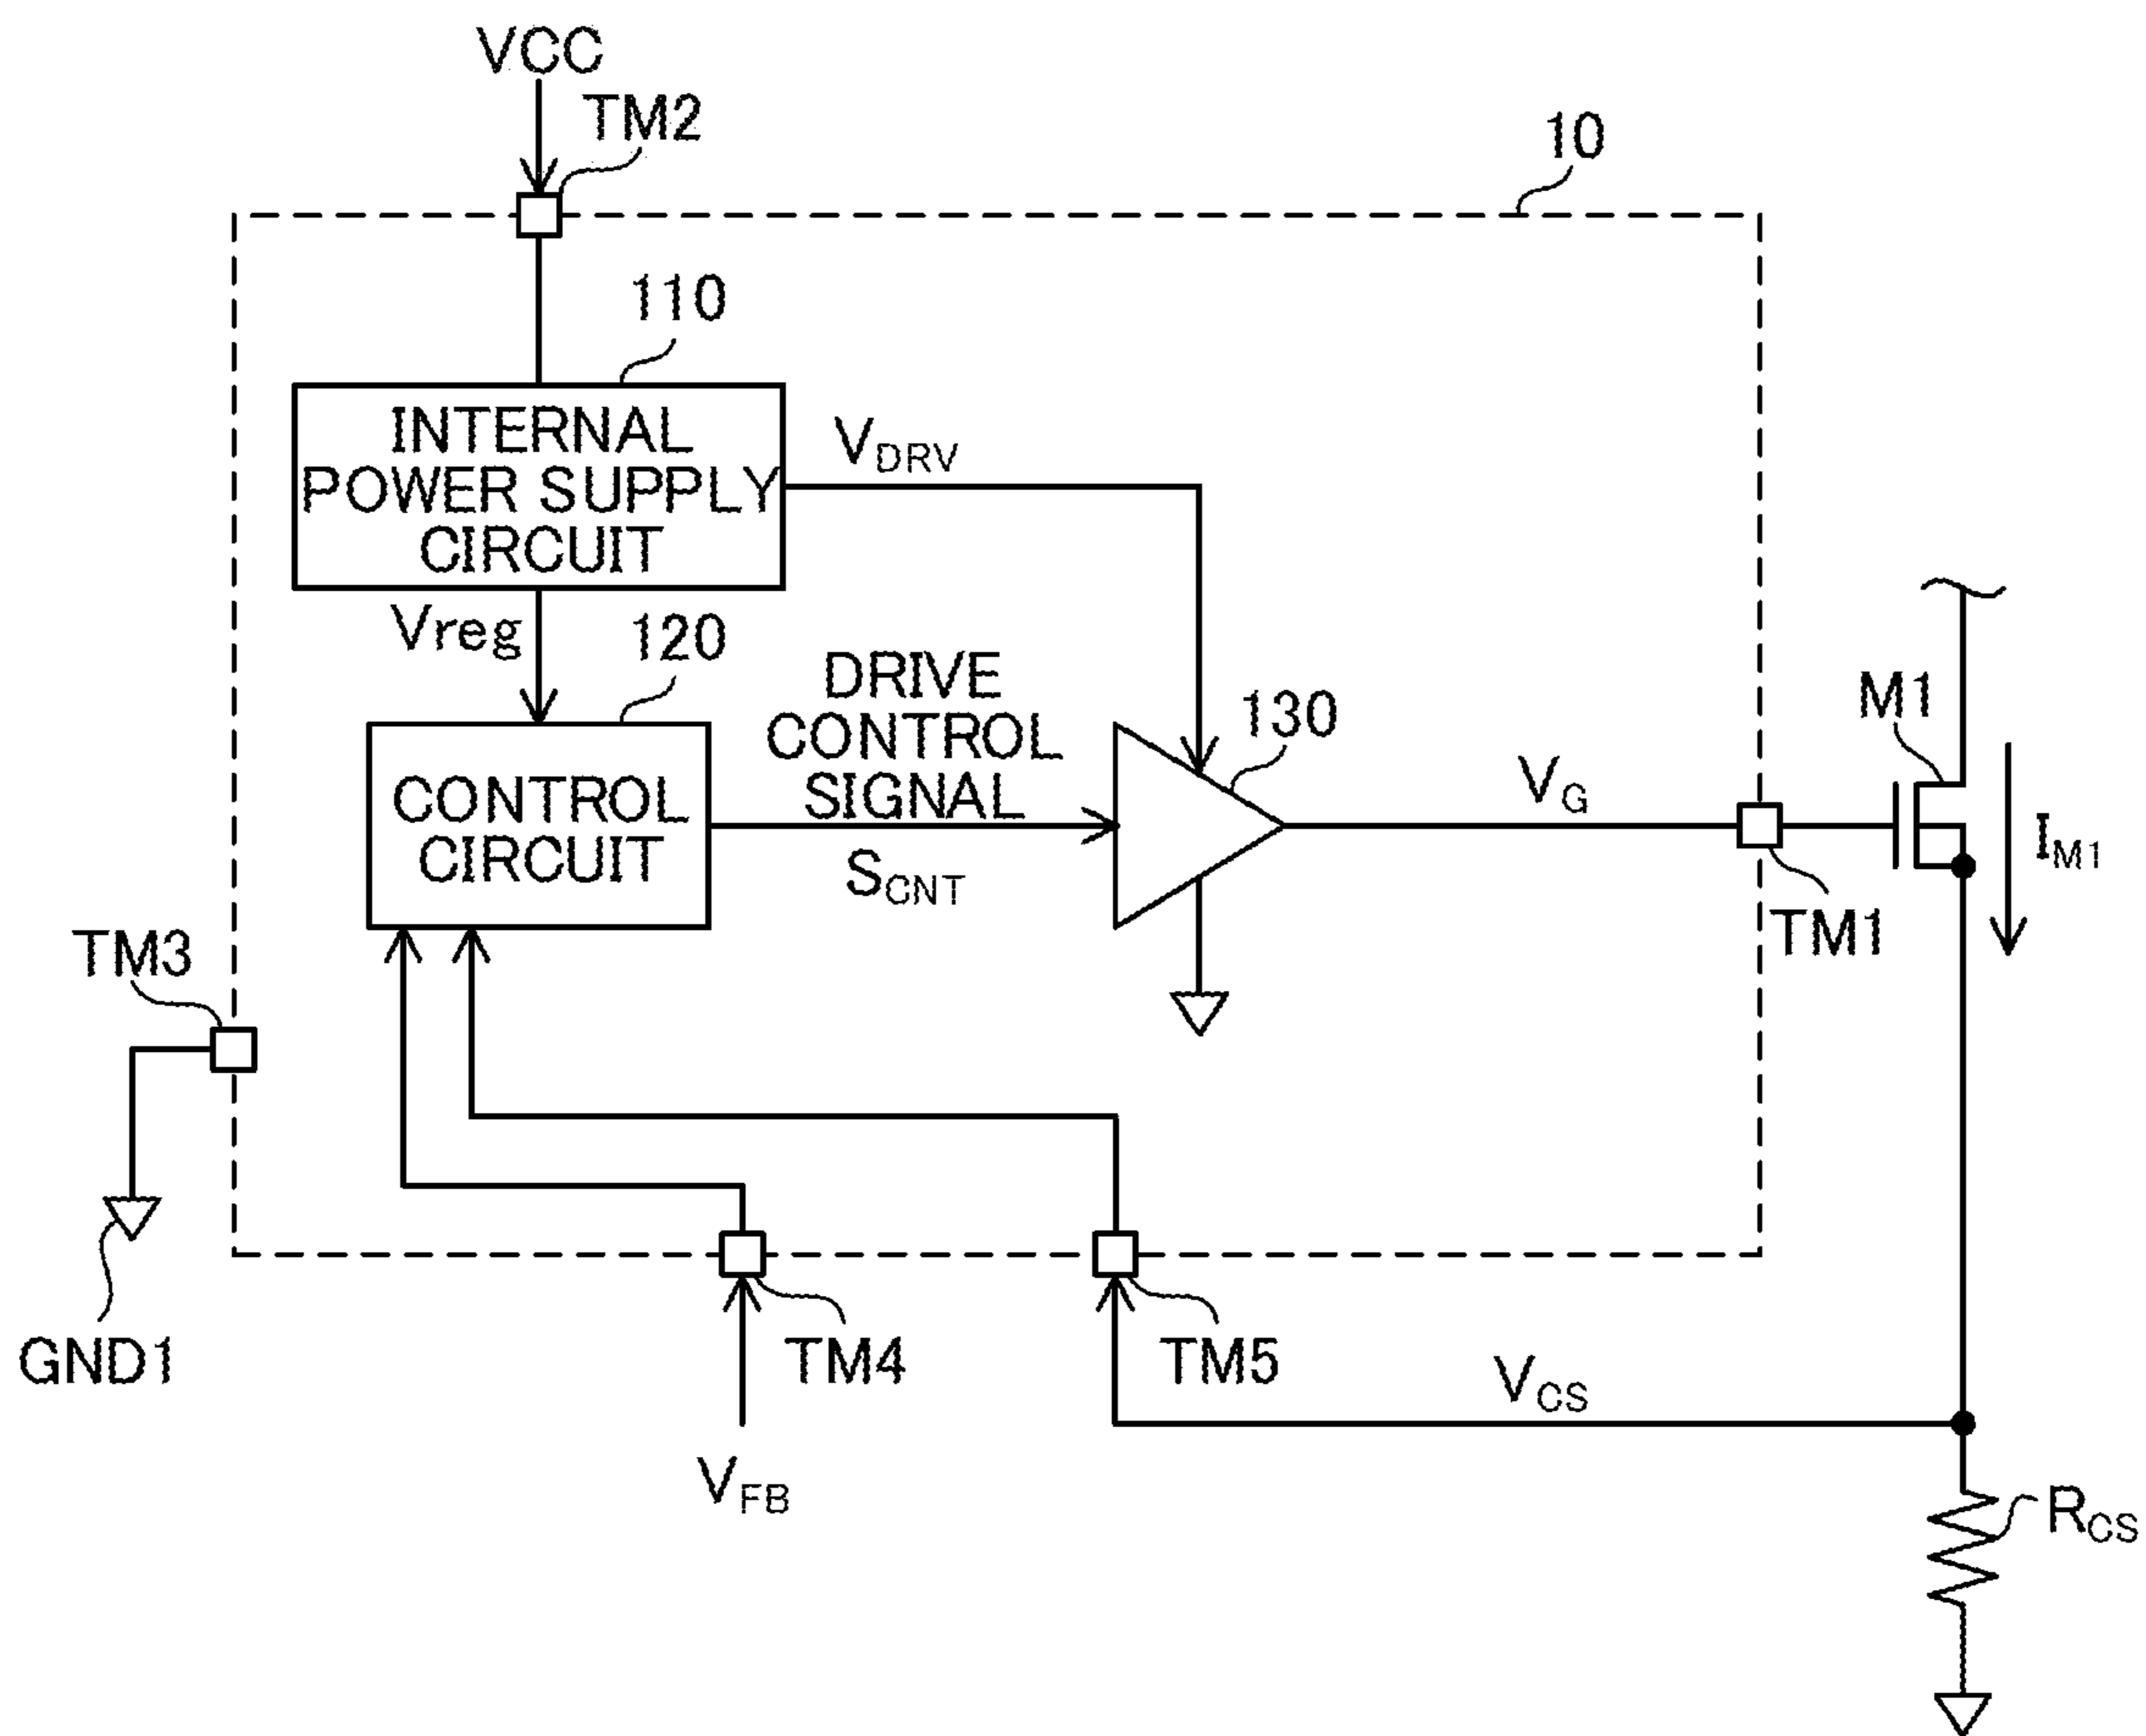 VCC
TM2
10
110
INTERNAL
POWER SUPPLY
CIRCUIT
VDRV
Vreg
120
DRIVE
CONTROL
SIGNAL
SCNT
130
M1
CONTROL
CIRCUIT
VG
IM1
TM1
TM3
GND1
TM4
TM5
VCS
VFB
RCS